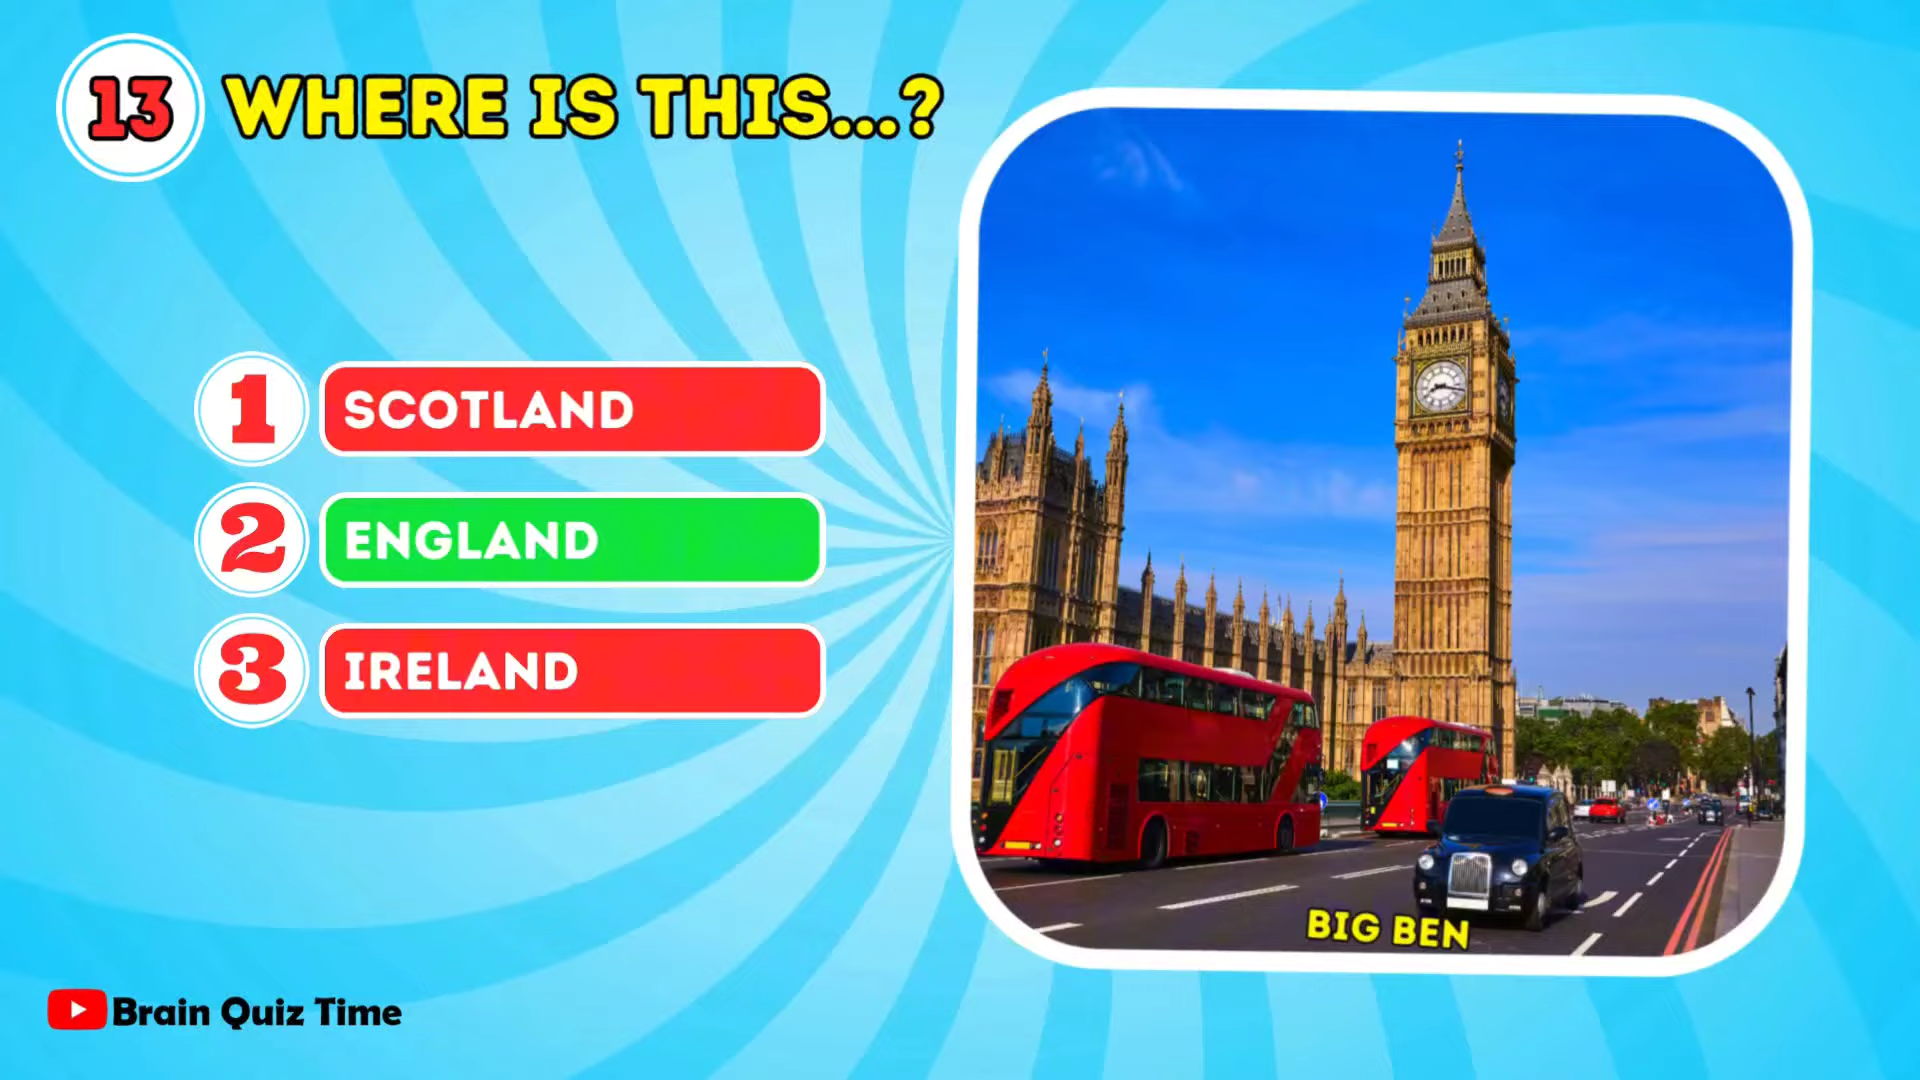 13 WHERE IS THIS...?
1 SCOTLAND
2 ENGLAND
3 IRELAND
BIG BEN
Brain Quiz Time